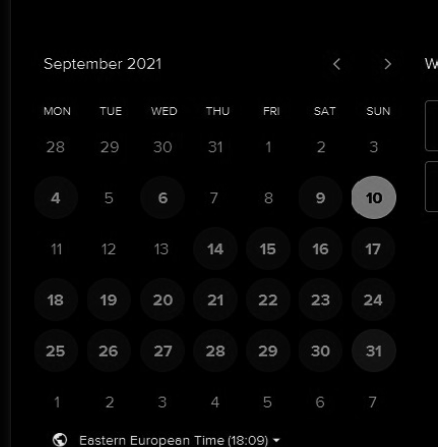 September 2021
W
MON TUE WED THU FRI SAT SUN
28 29 30 31 1 2 3
4 5 6 7 8 9 10
11 12 13 14 15 16 17
18 19 20 21 22 23 24
25 26 27 28 29 30 31
1 2 3 4 5 6 7
Eastern European Time (18:09)